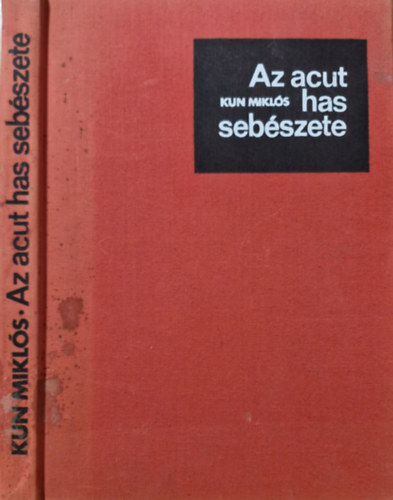 Az acut
KUN MIKLÓS has
sebészete
KUN MIKLÓS · Az acut has sebészete